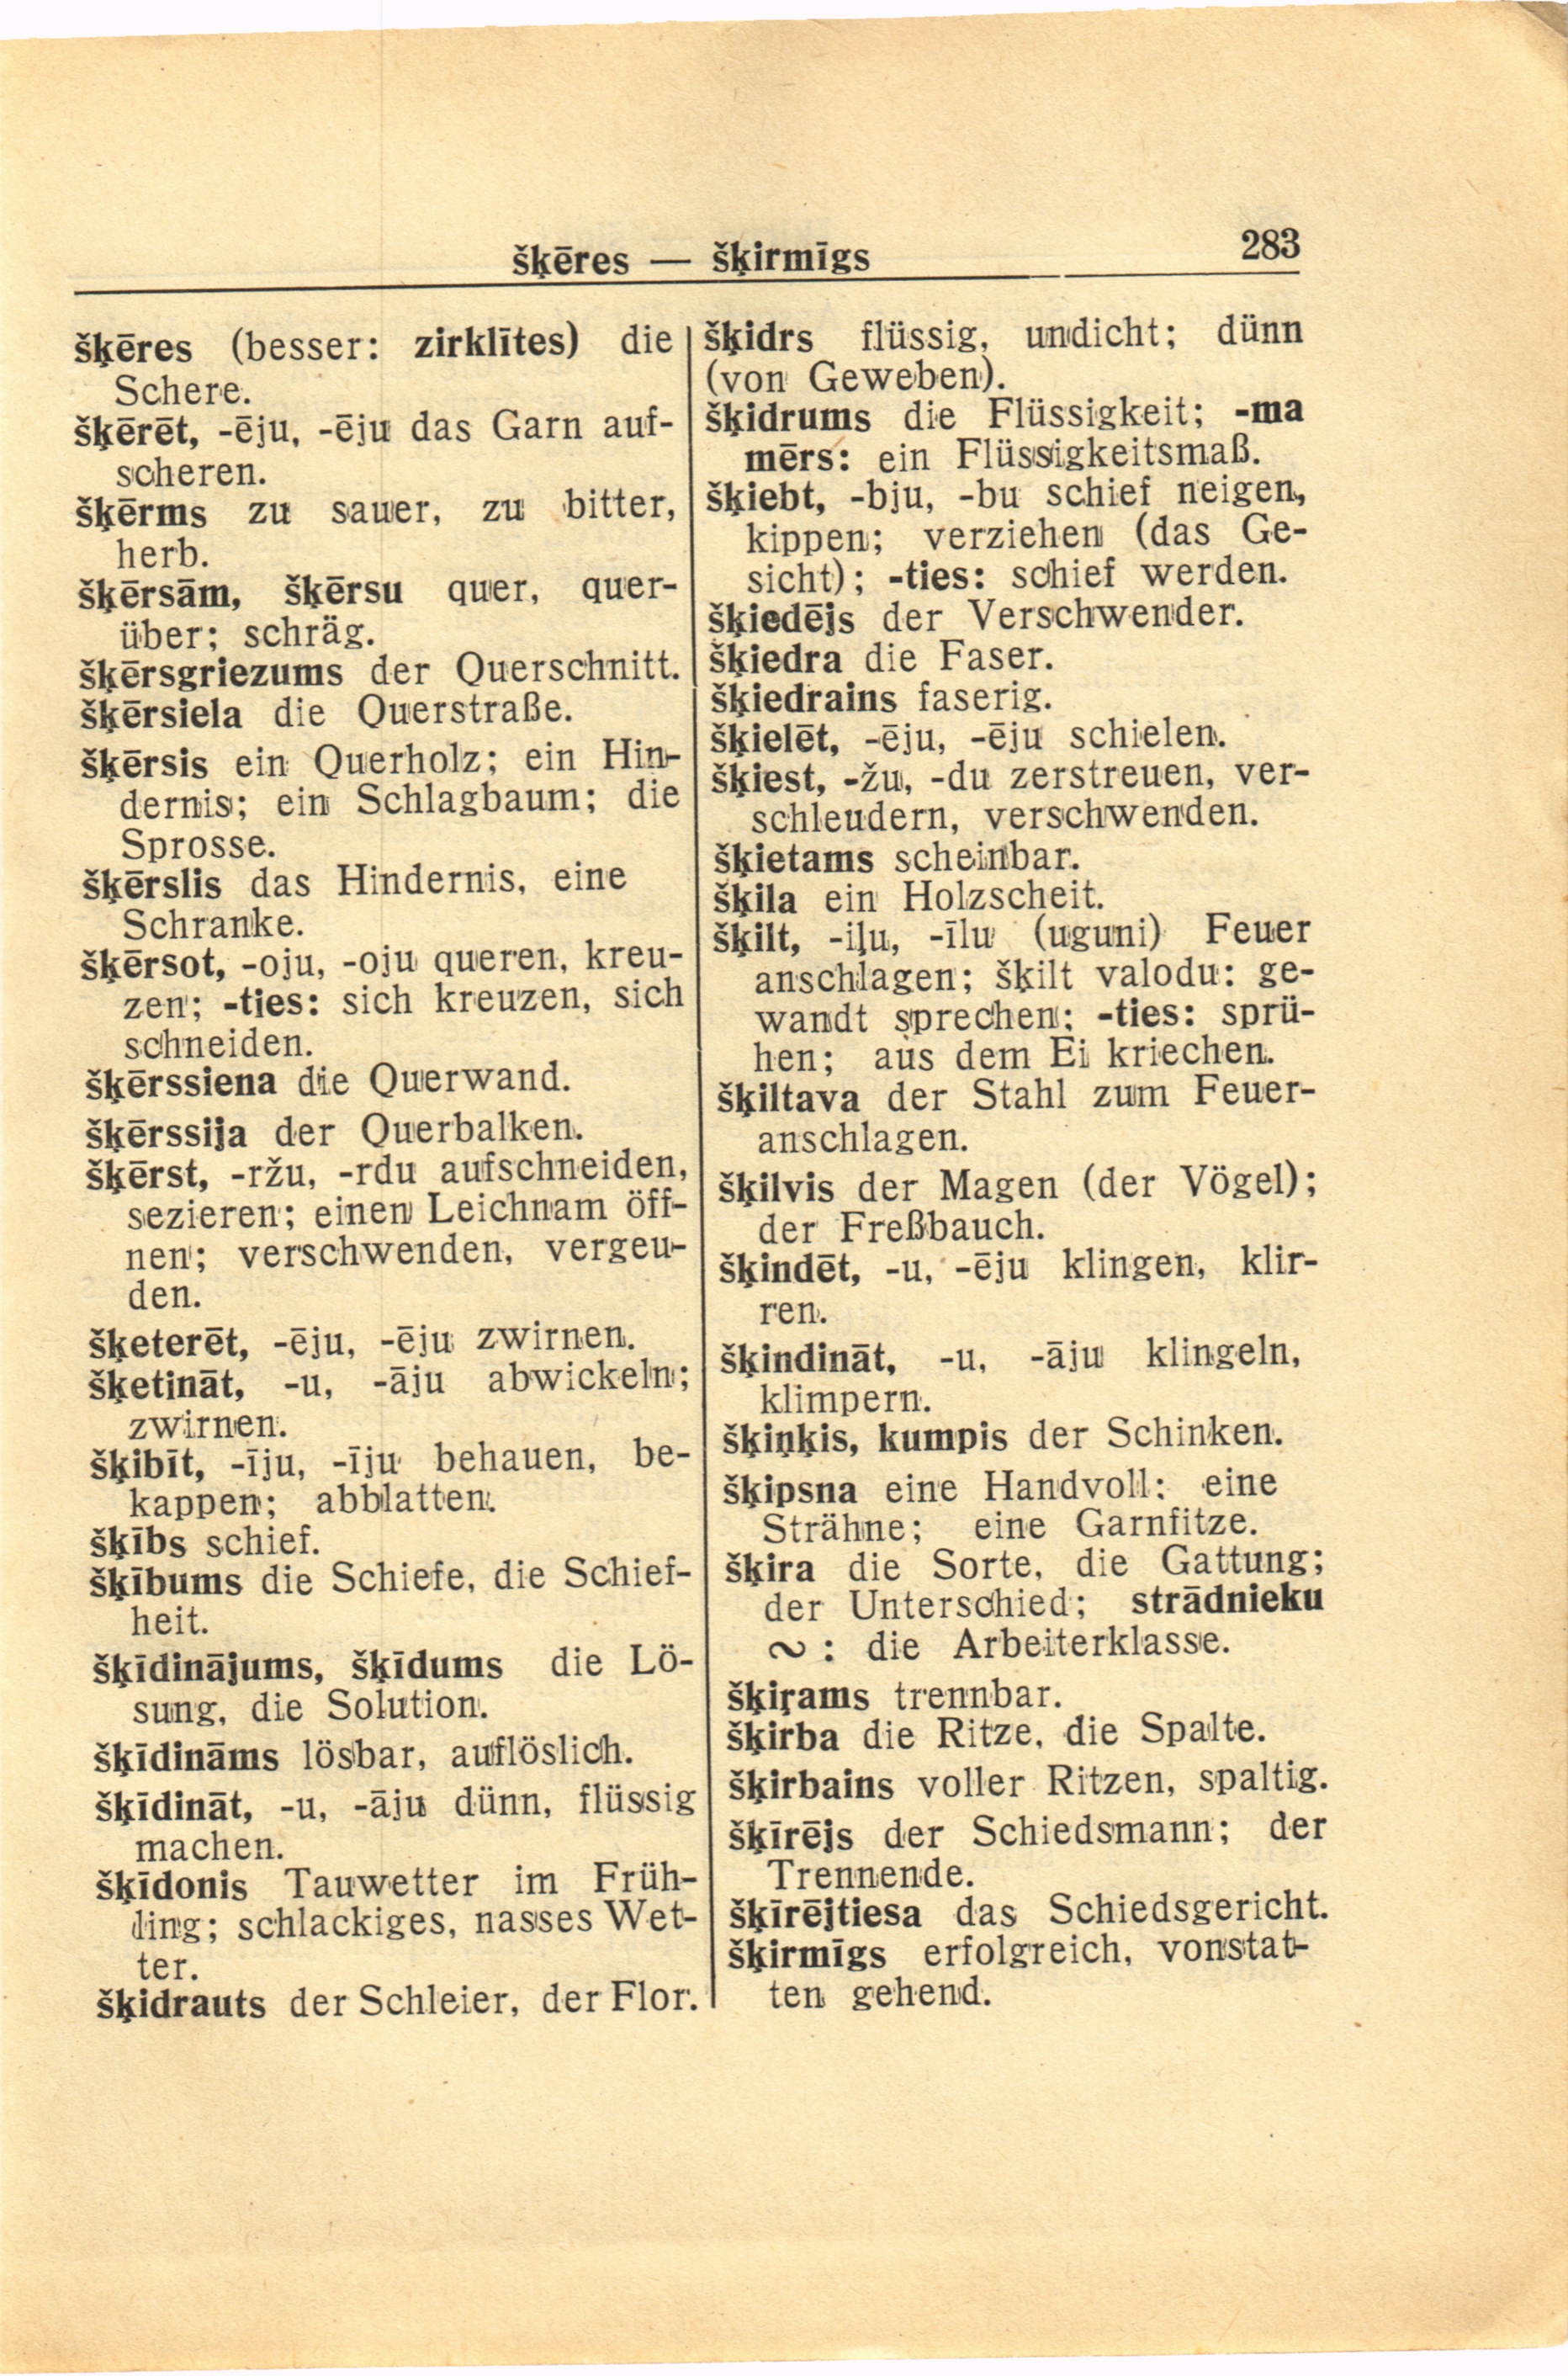 šķēres — šķirmīgs
283
šķēres (besser: zirklītes) die
Schere.
šķērēt, -ēju, -ēju das Garn auf-
scheren.
šķērms zu sauer, zu bitter,
herb.
šķērsām, šķērsu quer, quer-
über; schräg.
šķērsgriezums der Querschnitt.
šķērsiela die Querstraße.
šķērsis ein Querholz; ein Hin-
dernis; ein Schlagbaum; die
Sprosse.
šķērslis das Hindernis, eine
Schranke.
šķērsot, -oju, -oju queren, kreu-
zen; -ties: sich kreuzen, sich
schneiden.
šķērssiena die Querwand.
šķērssija der Querbalken.
šķērst, -ržu, -rdu aufschneiden,
sezieren; einen Leichnam öff-
nen; verschwenden, vergeu-
den.
šķeterēt, -ēju, -ēju zwirnen.
šķetināt, -u, -āju abwickeln;
zwirnen.
šķibīt, -īju, -īju behauen, be-
kappen; abblatten.
šķībs schief.
šķībums die Schiefe, die Schief-
heit.
šķīdinājums, šķīdums die Lö-
sung, die Solution.
šķīdināms lösbar, auflöslich.
šķīdināt, -u, -āju dünn, flüssig
machen.
šķīdonis Tauwetter im Früh-
ling; schlackiges, nasses Wet-
ter.
šķidrauts der Schleier, der Flor.
šķidrs flüssig, undicht; dünn
(von Geweben).
šķidrums die Flüssigkeit; -ma
mērs: ein Flüssigkeitsmaß.
šķiebt, -bju, -bu schief neigen,
kippen; verziehen (das Ge-
sicht); -ties: schief werden.
šķiedējs der Verschwender.
šķiedra die Faser.
šķiedrains faserig.
šķielēt, -ēju, -ēju schielen.
šķiest, -žu, -du zerstreuen, ver-
schleudern, verschwenden.
šķietams scheinbar.
šķila ein Holzscheit.
šķilt, -iļu, -īlu (uguni) Feuer
anschlagen; šķilt valodu: ge-
wandt sprechen; -ties: sprü-
hen; aus dem Ei kriechen.
šķiltava der Stahl zum Feuer-
anschlagen.
šķilvis der Magen (der Vögel);
der Freßbauch.
šķindēt, -u, -ēju klingen, klir-
ren.
šķindināt, -u, -āju klingeln,
klimpern.
šķiņķis, kumpis der Schinken.
šķipsna eine Handvoll; eine
Strähne; eine Garnfitze.
šķira die Sorte, die Gattung;
der Unterschied; strādnieku
∾: die Arbeiterklasse.
šķiŗams trennbar.
šķirba die Ritze, die Spalte.
šķirbains voller Ritzen, spaltig.
šķīrējs der Schiedsmann; der
Trennende.
šķīrējtiesa das Schiedsgericht.
šķirmīgs erfolgreich, vonstat-
ten gehend.